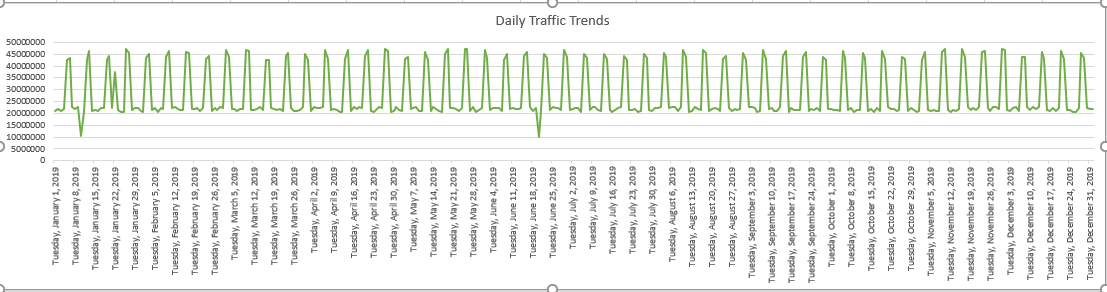 Daily Traffic Trends
50000000
45000000
40000000
35000000
30000000
25000000
20000000
15000000
10000000
5000000
0
Tuesday, January 1, 2019
Tuesday, January 8, 2019
Tuesday, January 15, 2019
Tuesday, January 22, 2019
Tuesday, January 29, 2019
Tuesday, February 5, 2019
Tuesday, February 12, 2019
Tuesday, February 19, 2019
Tuesday, February 26, 2019
Tuesday, March 5, 2019
Tuesday, March 12, 2019
Tuesday, March 19, 2019
Tuesday, March 26, 2019
Tuesday, April 2, 2019
Tuesday, April 9, 2019
Tuesday, April 16, 2019
Tuesday, April 23, 2019
Tuesday, April 30, 2019
Tuesday, May 7, 2019
Tuesday, May 14, 2019
Tuesday, May 21, 2019
Tuesday, May 28, 2019
Tuesday, June 4, 2019
Tuesday, June 11, 2019
Tuesday, June 18, 2019
Tuesday, June 25, 2019
Tuesday, July 2, 2019
Tuesday, July 9, 2019
Tuesday, July 16, 2019
Tuesday, July 23, 2019
Tuesday, July 30, 2019
Tuesday, August 6, 2019
Tuesday, August 13, 2019
Tuesday, August 20, 2019
Tuesday, August 27, 2019
Tuesday, September 3, 2019
Tuesday, September 10, 2019
Tuesday, September 17, 2019
Tuesday, September 24, 2019
Tuesday, October 1, 2019
Tuesday, October 8, 2019
Tuesday, October 15, 2019
Tuesday, October 22, 2019
Tuesday, October 29, 2019
Tuesday, November 5, 2019
Tuesday, November 12, 2019
Tuesday, November 19, 2019
Tuesday, November 26, 2019
Tuesday, December 3, 2019
Tuesday, December 10, 2019
Tuesday, December 17, 2019
Tuesday, December 24, 2019
Tuesday, December 31, 2019